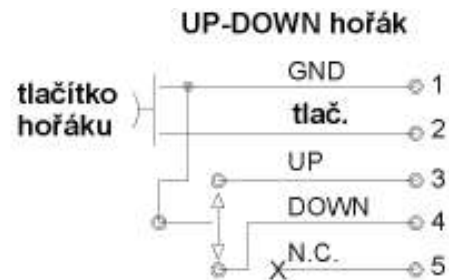 UP-DOWN hořák
tlačítko
hořáku
GND 1
tlač. 2
UP 3
DOWN 4
X N.C. 5